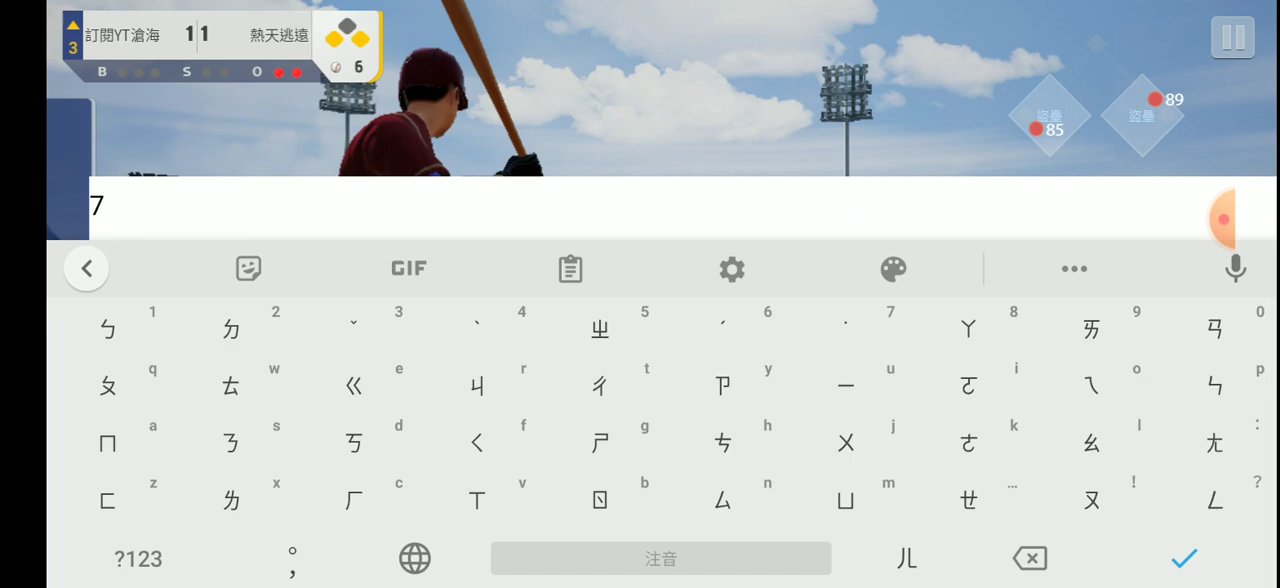 訂閱YT滄海 1 1 熱天逃遠
3
B S O 6
盜壘 89
盜壘 85
7
GIF
ㄅ 1 ㄉ 2 ˇ 3 ˋ 4 ㄓ 5 ˊ 6 ˙ 7 ㄚ 8 ㄞ 9 ㄢ 0
ㄆ q ㄊ w ㄍ e ㄐ r ㄔ t ㄗ y ㄧ u ㄛ i ㄟ o ㄣ p
ㄇ a ㄋ s ㄎ d ㄑ f ㄕ g ㄘ h ㄨ j ㄜ k ㄠ l ㄤ :
ㄈ z ㄌ x ㄏ c ㄒ v ㄖ b ㄙ n ㄩ m ㄝ … ㄡ ! ㄥ ?
?123 。, 注音 ㄦ